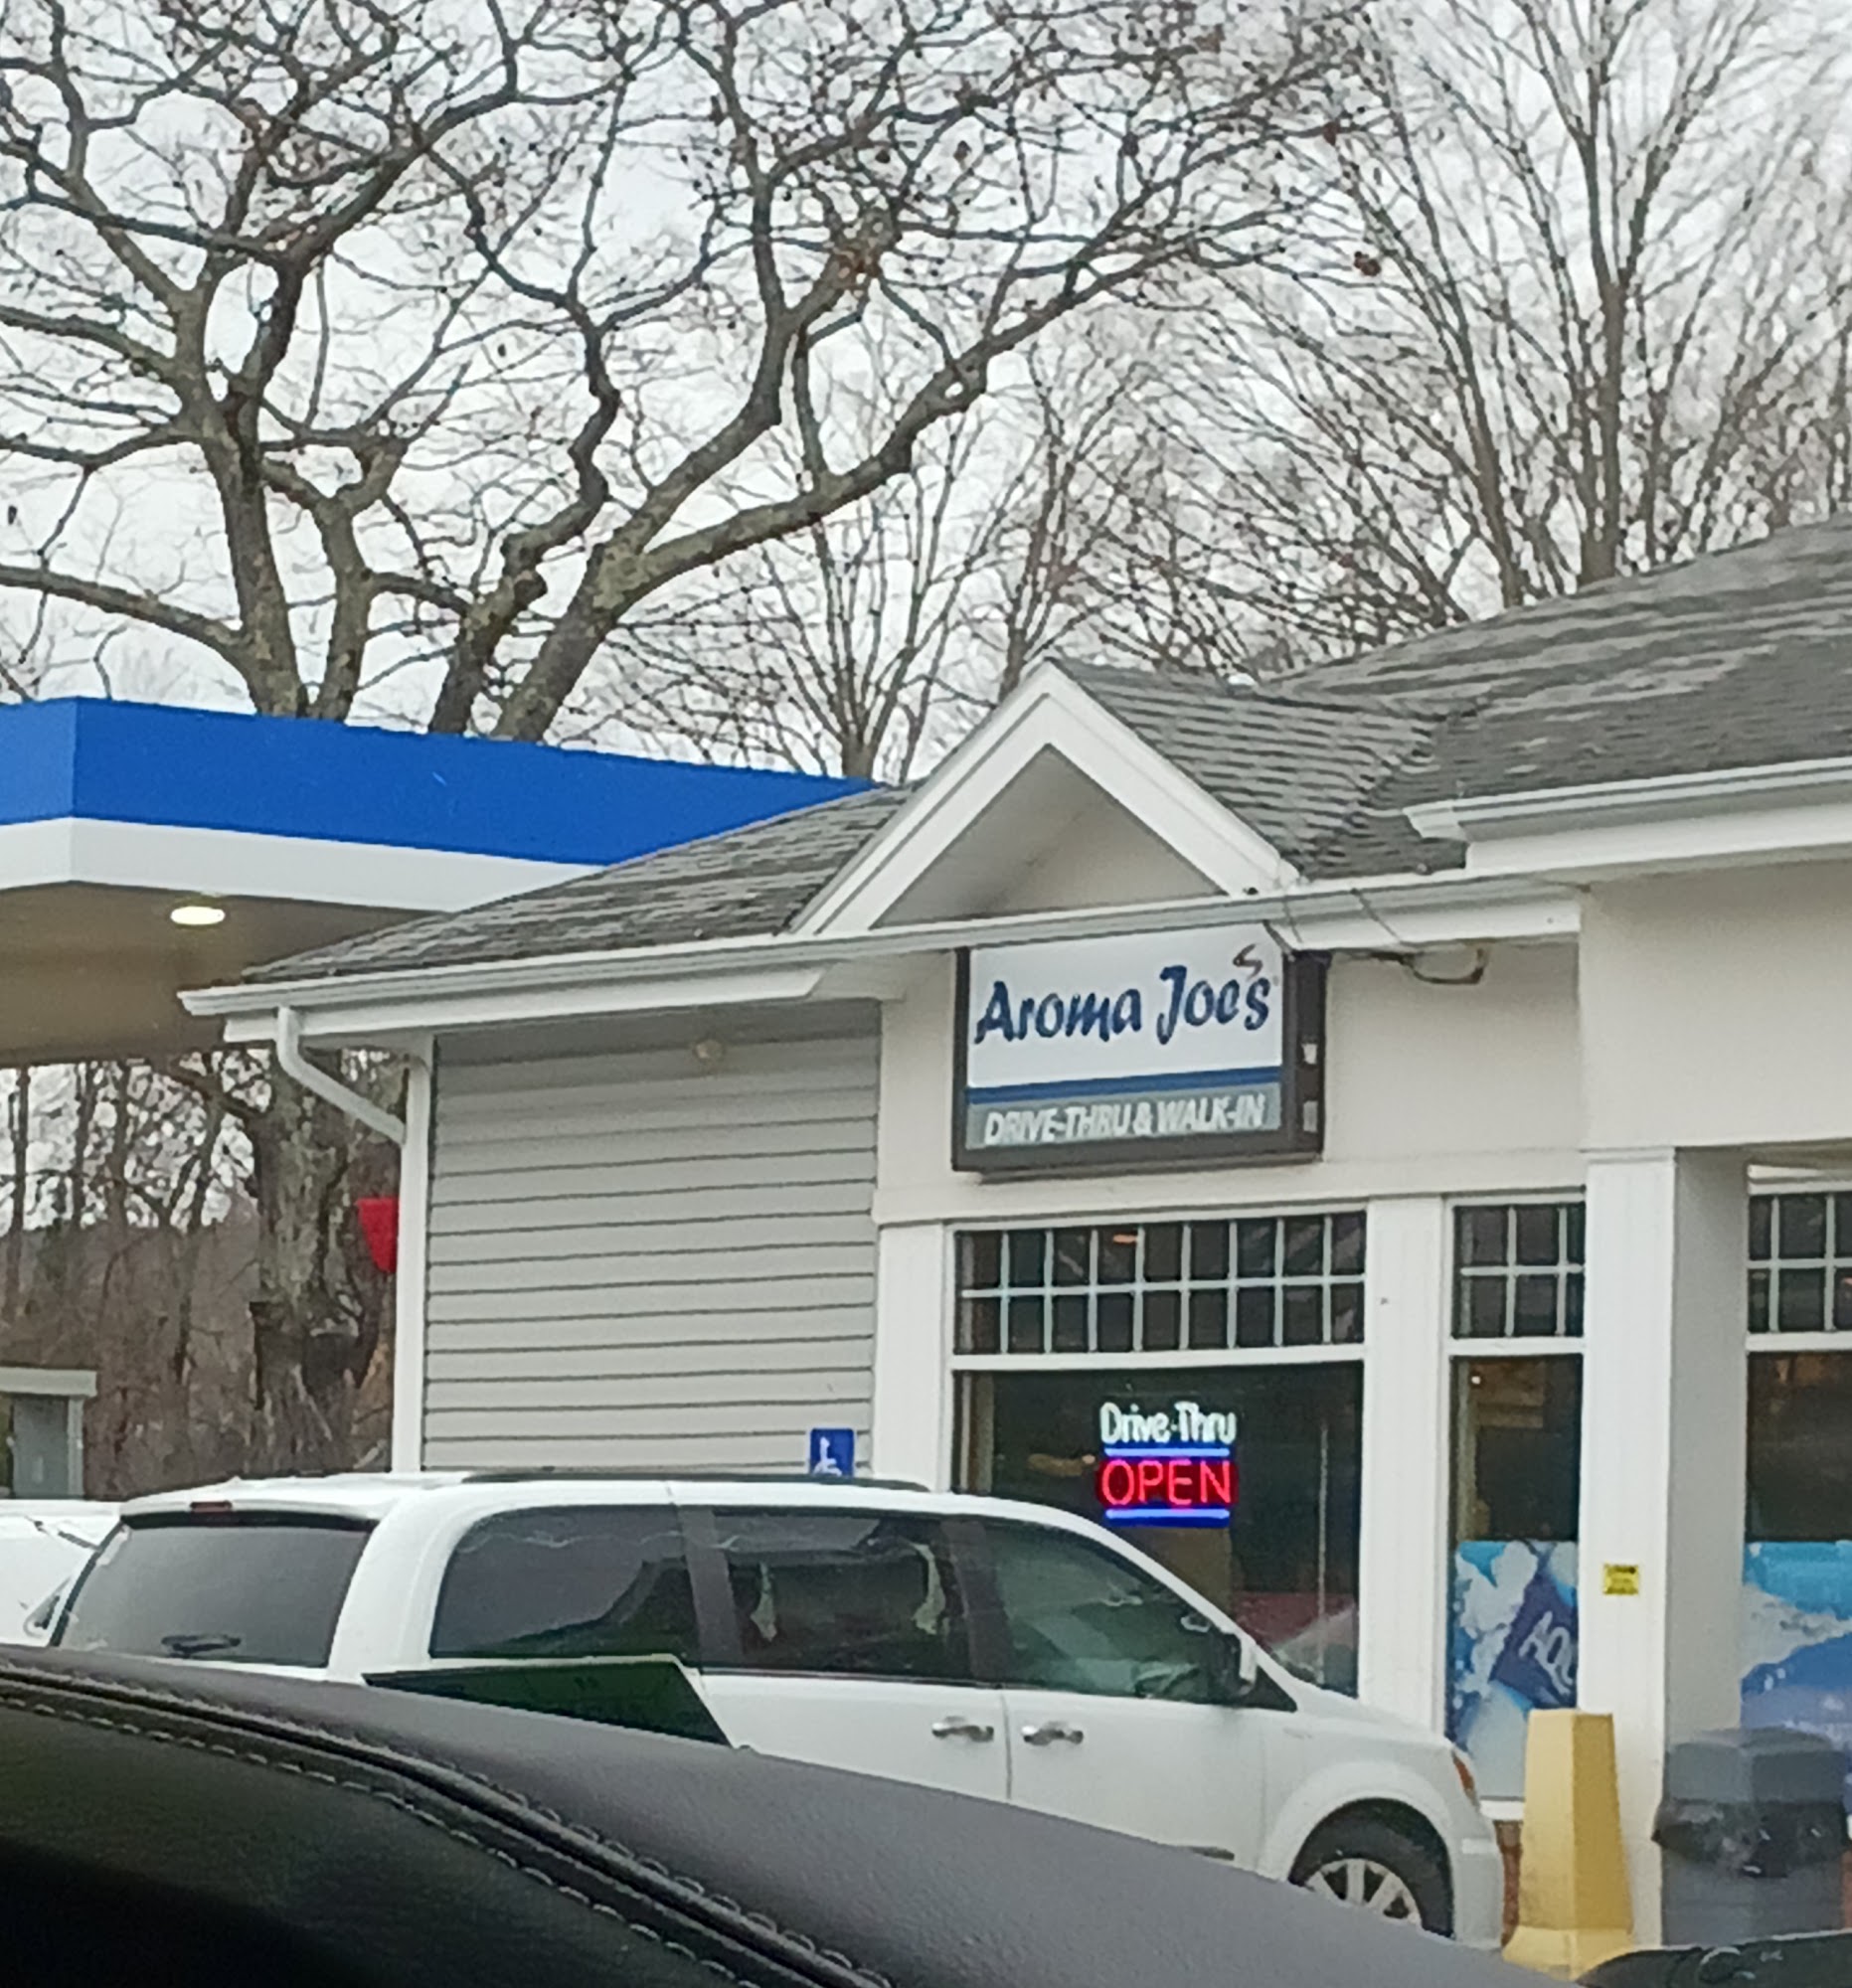 Aroma Joe's
DRIVE-THRU & WALK-IN
Drive-Thru
OPEN